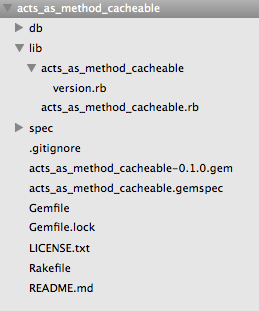 acts_as_method_cacheable
db
lib
acts_as_method_cacheable
version.rb
acts_as_method_cacheable.rb
spec
.gitignore
acts_as_method_cacheable-0.1.0.gem
acts_as_method_cacheable.gemspec
Gemfile
Gemfile.lock
LICENSE.txt
Rakefile
README.md